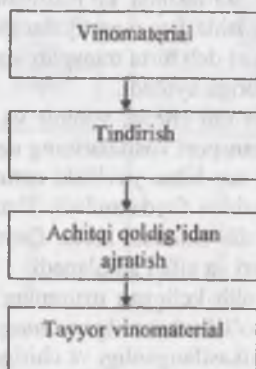 Vinomaterial
Tindirish
Achitqi qoldig'idan
ajratish
Tayyor vinomaterial